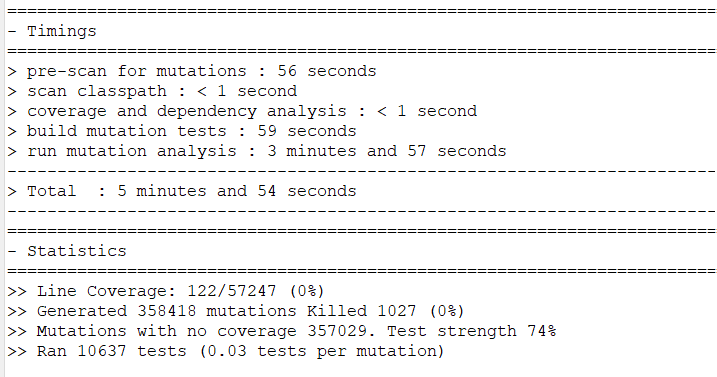 ================================================================================
- Timings
================================================================================
> pre-scan for mutations : 56 seconds
> scan classpath : < 1 second
> coverage and dependency analysis : < 1 second
> build mutation tests : 59 seconds
> run mutation analysis : 3 minutes and 57 seconds
--------------------------------------------------------------------------------
> Total  : 5 minutes and 54 seconds
--------------------------------------------------------------------------------
================================================================================
- Statistics
================================================================================
>> Line Coverage: 122/57247 (0%)
>> Generated 358418 mutations Killed 1027 (0%)
>> Mutations with no coverage 357029. Test strength 74%
>> Ran 10637 tests (0.03 tests per mutation)